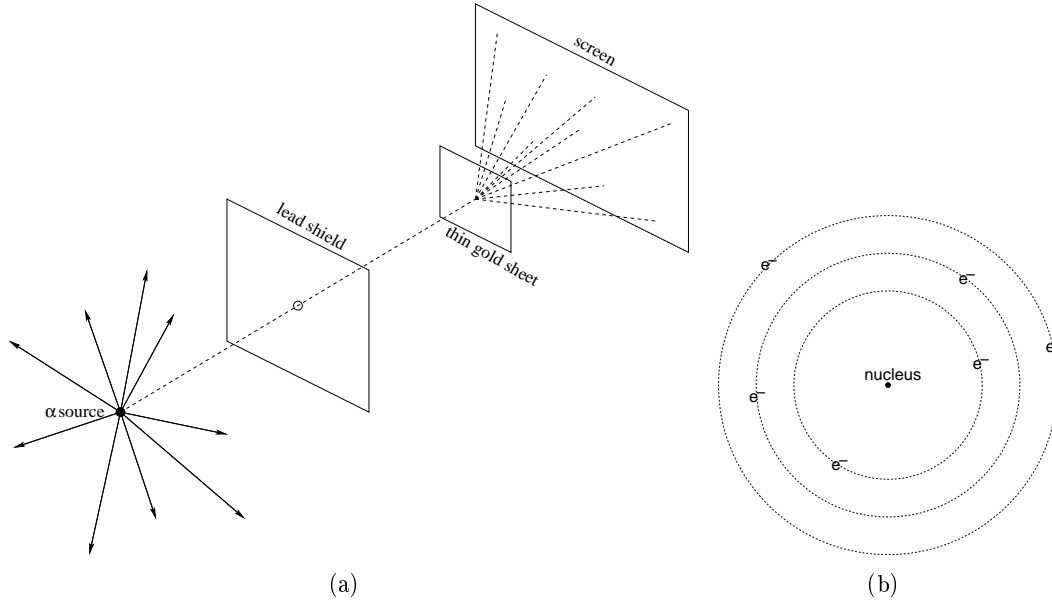 screen
lead shield
thin gold sheet
α source
e⁻
e⁻
e
e⁻
nucleus
e⁻
e⁻
(a)
(b)